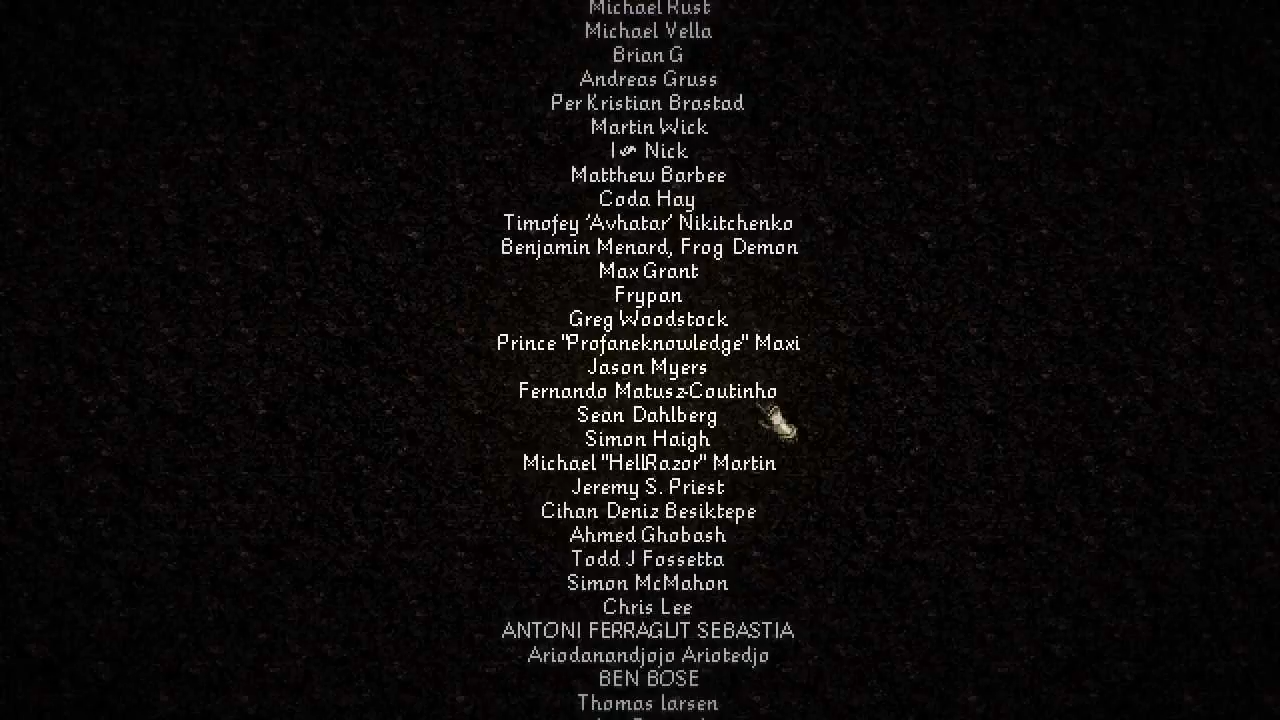 Michael Rust
Michael Vella
Brian G
Andreas Gruss
Per Kristian Brastad
Martin Wick
Nick
Matthew Barbee
Coda Hay
Timofey 'Avhatar' Nikitchenko
Benjamin Menard, Frog Demon
Max Grant
Frypan
Greg Woodstock
Prince "Profaneknowledge" Maxi
Jason Myers
Fernando Matusz-Coutinho
Sean Dahlberg
Simon Haigh
Michael "HellRazor" Martin
Jeremy S. Priest
Cihan Deniz Besiktepe
Ahmed Ghobash
Todd J Fossetta
Simon McMahon
Chris Lee
ANTONI FERRAGUT SEBASTIA
Ariodanandjojo Ariotedjo
BEN BOSE
Thomas larsen